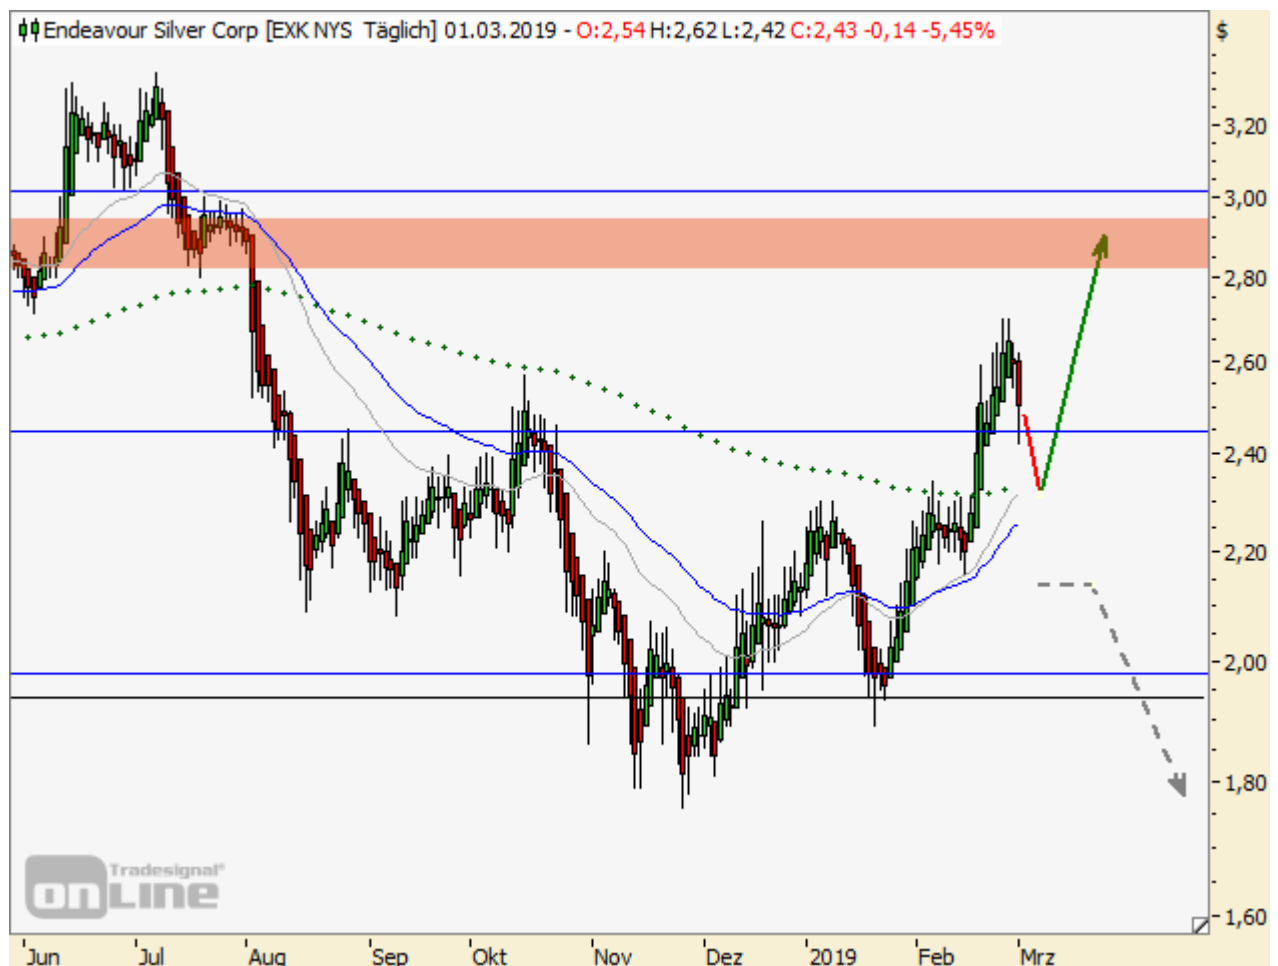 Endeavour Silver Corp [EXK NYS Täglich] 01.03.2019 - O:2,54 H:2,62 L:2,42 C:2,43 -0,14 -5,45%
$
3,20
3,00
2,80
2,60
2,40
2,20
2,00
1,80
1,60
Tradesignal®
onLine
Jun Jul Aug Sep Okt Nov Dez 2019 Feb Mrz